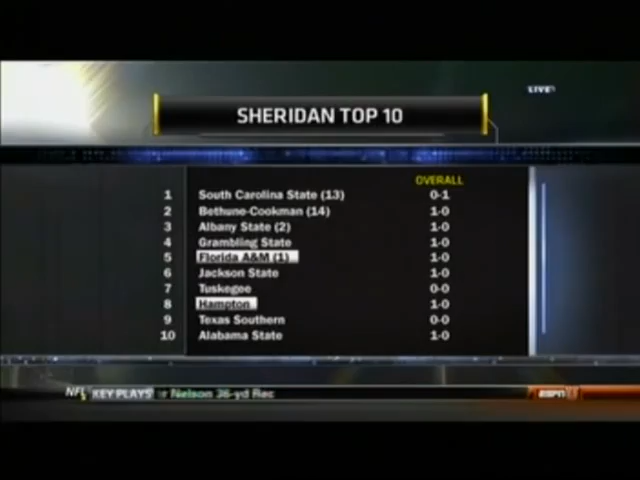 LIVE
SHERIDAN TOP 10
OVERALL
1 South Carolina State (13) 0-1
2 Bethune-Cookman (14) 1-0
3 Albany State (2) 1-0
4 Grambling State 1-0
5 Florida A&M (1) 1-0
6 Jackson State 1-0
7 Tuskegee 0-0
8 Hampton 1-0
9 Texas Southern 0-0
10 Alabama State 1-0
NFL KEY PLAYS Nelson 36-yd Rec